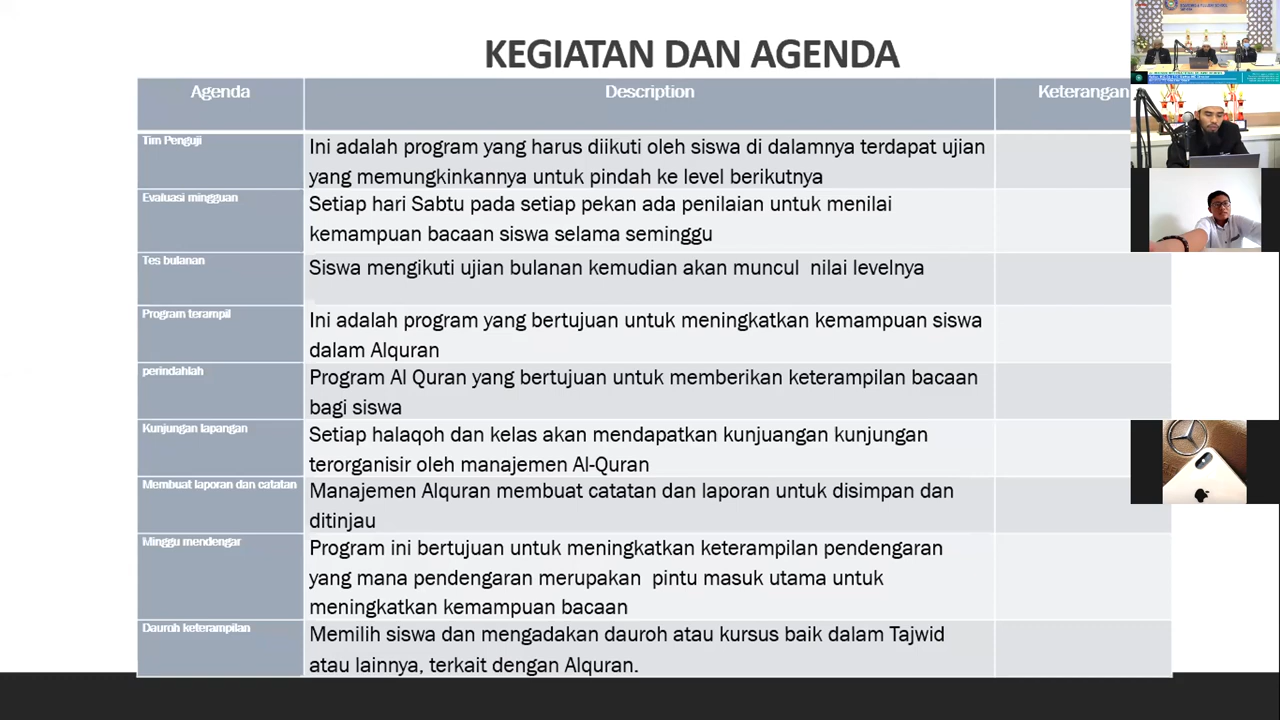 KEGIATAN DAN AGENDA
Agenda
Description
Keterangan
Tim Penguji
Ini adalah program yang harus diikuti oleh siswa di dalamnya terdapat ujian
yang memungkinkannya untuk pindah ke level berikutnya
Evaluasi mingguan
Setiap hari Sabtu pada setiap pekan ada penilaian untuk menilai
kemampuan bacaan siswa selama seminggu
Tes bulanan
Siswa mengikuti ujian bulanan kemudian akan muncul nilai levelnya
Program terampil
Ini adalah program yang bertujuan untuk meningkatkan kemampuan siswa
dalam Alquran
perindahlah
Program Al Quran yang bertujuan untuk memberikan keterampilan bacaan
bagi siswa
Kunjungan lapangan
Setiap halaqoh dan kelas akan mendapatkan kunjuangan kunjungan
terorganisir oleh manajemen Al-Quran
Membuat laporan dan catatan
Manajemen Alquran membuat catatan dan laporan untuk disimpan dan
ditinjau
Minggu mendengar
Program ini bertujuan untuk meningkatkan keterampilan pendengaran
yang mana pendengaran merupakan pintu masuk utama untuk
meningkatkan kemampuan bacaan
Dauroh keterampilan
Memilih siswa dan mengadakan dauroh atau kursus baik dalam Tajwid
atau lainnya, terkait dengan Alquran.